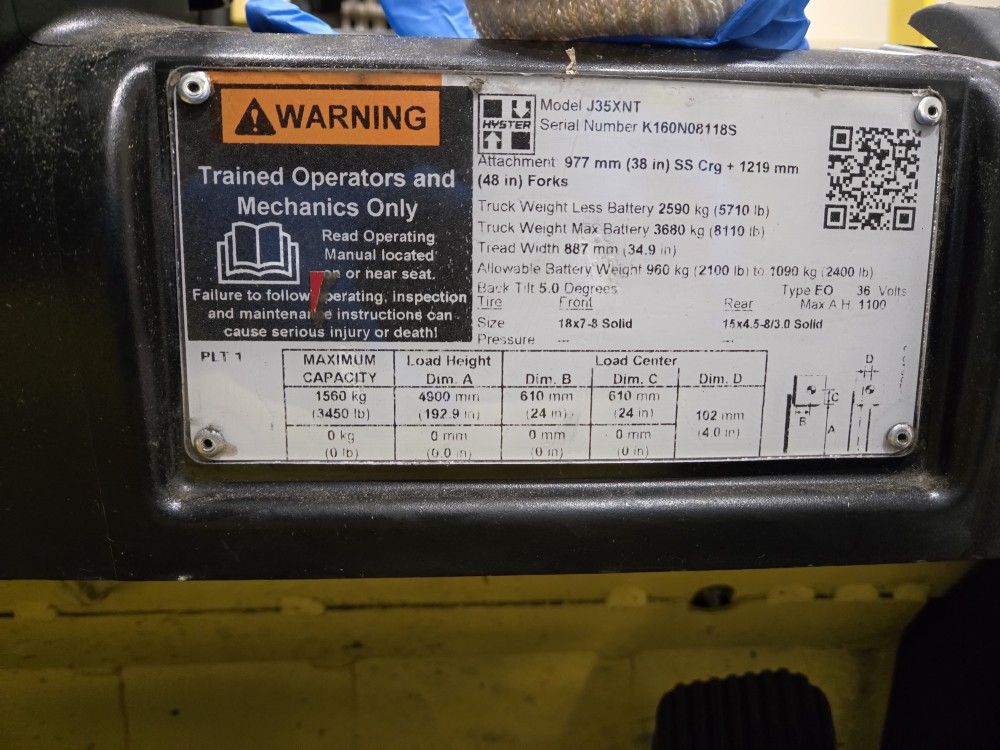 WARNING
Trained Operators and
Mechanics Only
Read Operating
Manual located
on or near seat.
Failure to follow operating, inspection
and maintenance instructions can
cause serious injury or death!
HYSTER
Model J35XNT
Serial Number K160N08118S
Attachment 977 mm (38 in) SS Crg + 1219 mm
(48 in) Forks
Truck Weight Less Battery 2590 kg (5710 lb)
Truck Weight Max Battery 3680 kg (8110 lb)
Tread Width 887 mm (34.9 in)
Allowable Battery Weight 960 kg (2100 lb) to 1090 kg (2400 lb)
Back Tilt 5.0 Degrees Type EO 36 Volts
Tire Front Rear Max A.H. 1100
Size 18x7-8 Solid 15x4.5-8/3.0 Solid
Pressure --- ---
PLT 1
MAXIMUM CAPACITY Load Height Dim. A Load Center Dim. B Dim. C Dim. D
1560 kg 4900 mm 610 mm 610 mm
(3450 lb) (192.9 in) (24 in) (24 in) 102 mm
0 kg 0 mm 0 mm 0 mm (4.0 in)
(0 lb) (0.0 in) (0 in) (0 in)
D
C
B
A